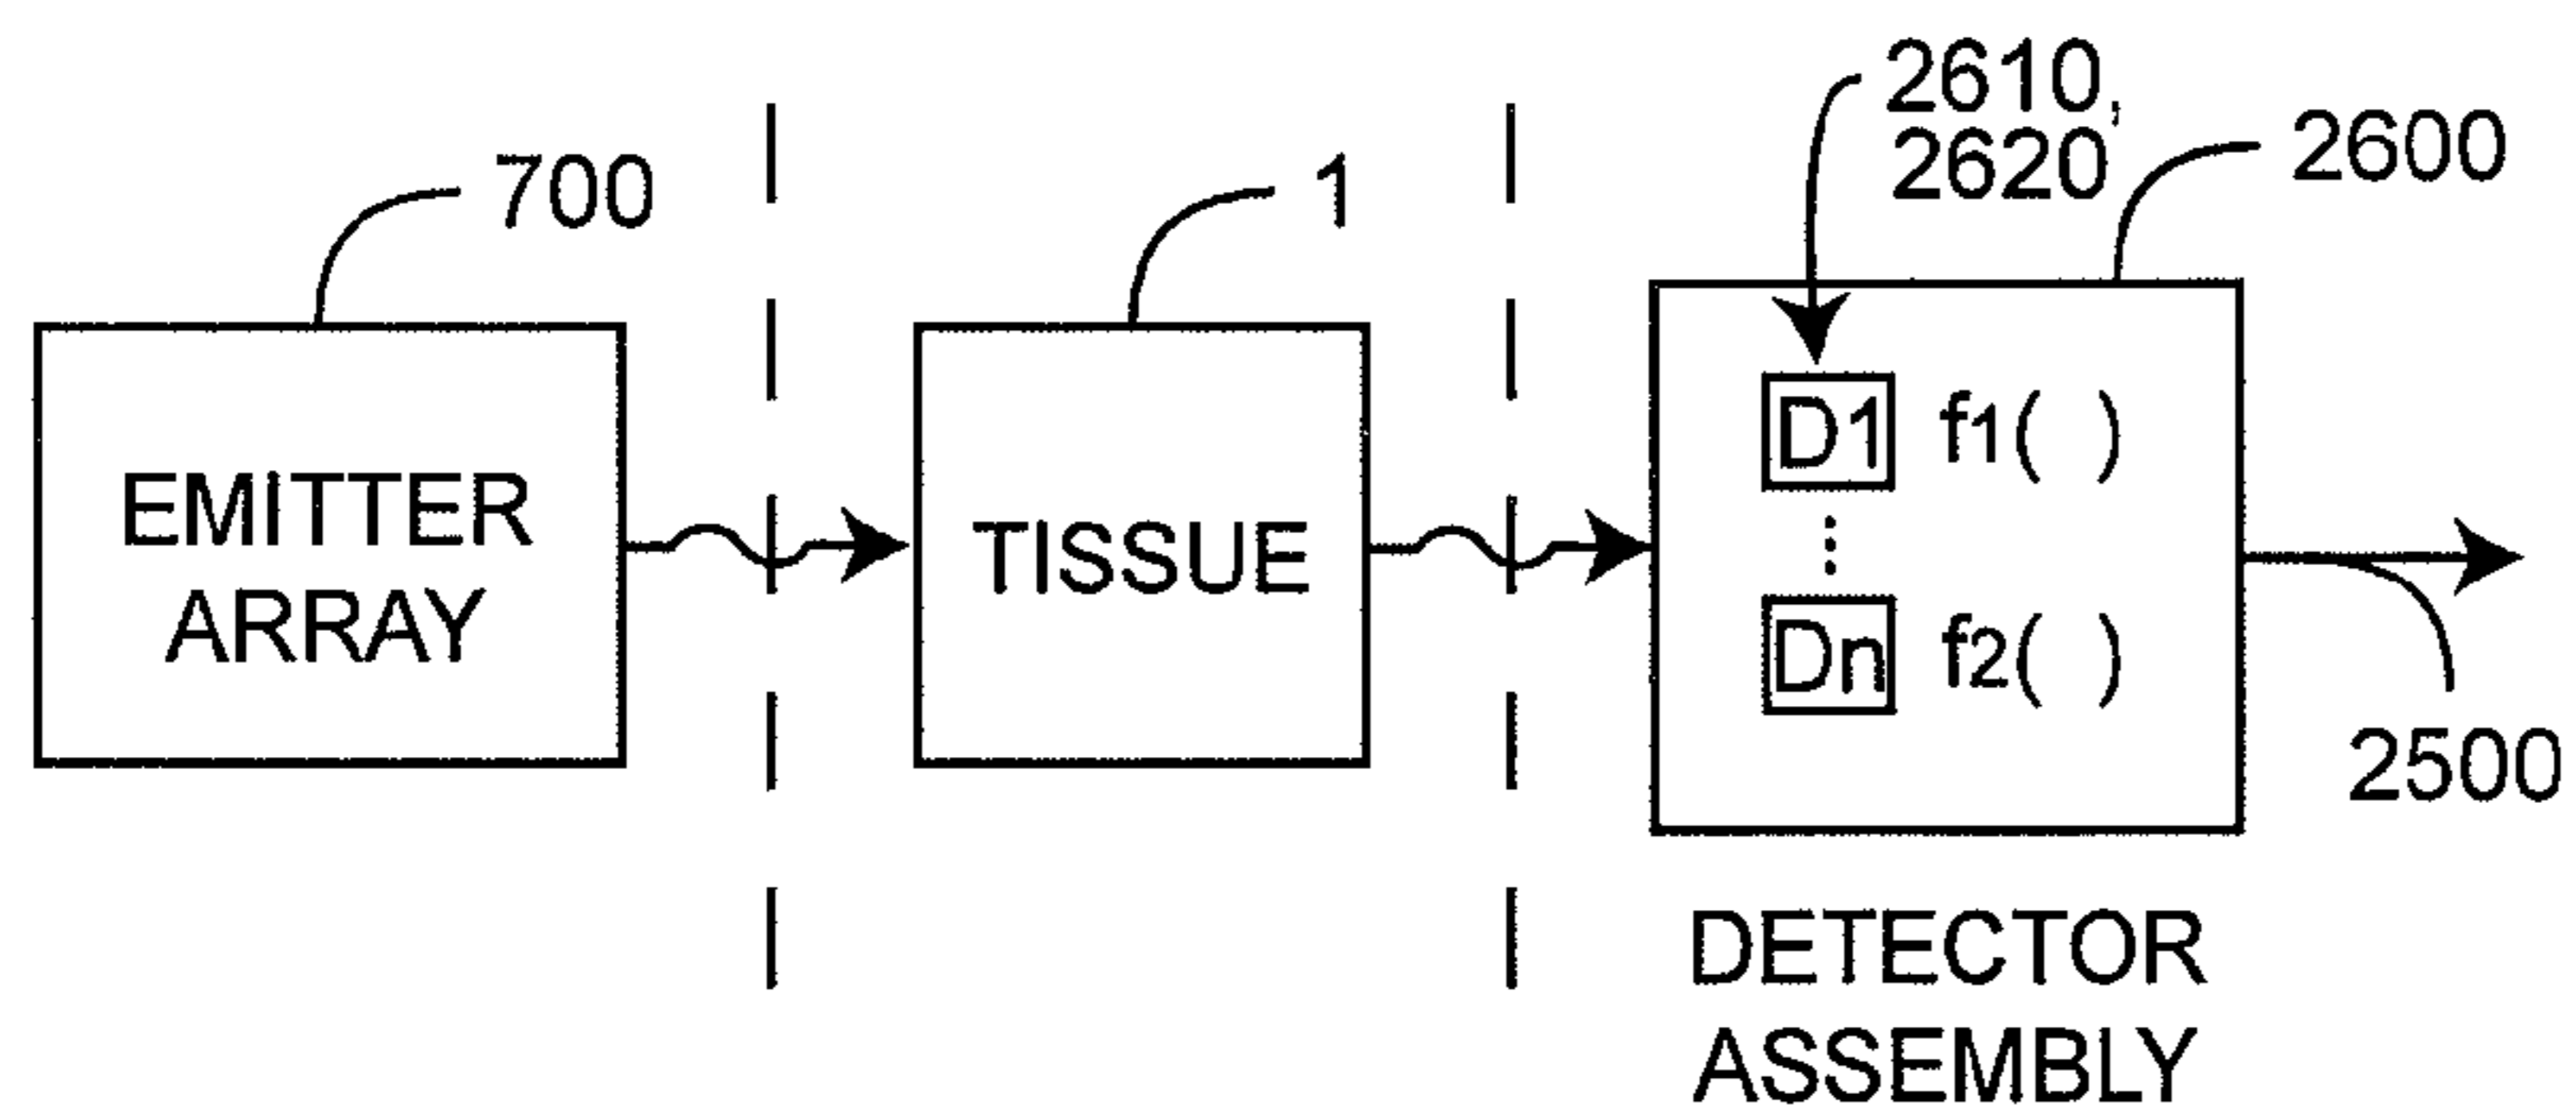 2610,
2620
2600
700
1
EMITTER
ARRAY
TISSUE
D1 f1( )
Dn f2( )
2500
DETECTOR
ASSEMBLY